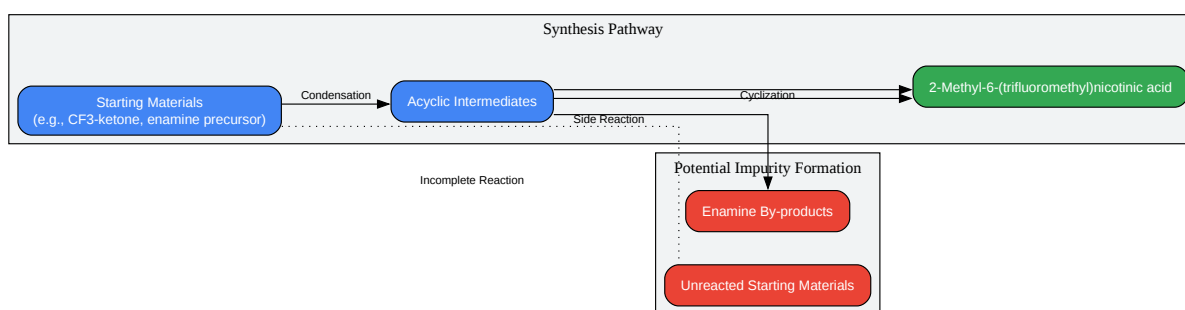 Synthesis Pathway
Starting Materials
(e.g., CF3-ketone, enamine precursor)
Condensation
Acyclic Intermediates
Cyclization
2-Methyl-6-(trifluoromethyl)nicotinic acid
Side Reaction
Incomplete Reaction
Potential Impurity Formation
Enamine By-products
Unreacted Starting Materials